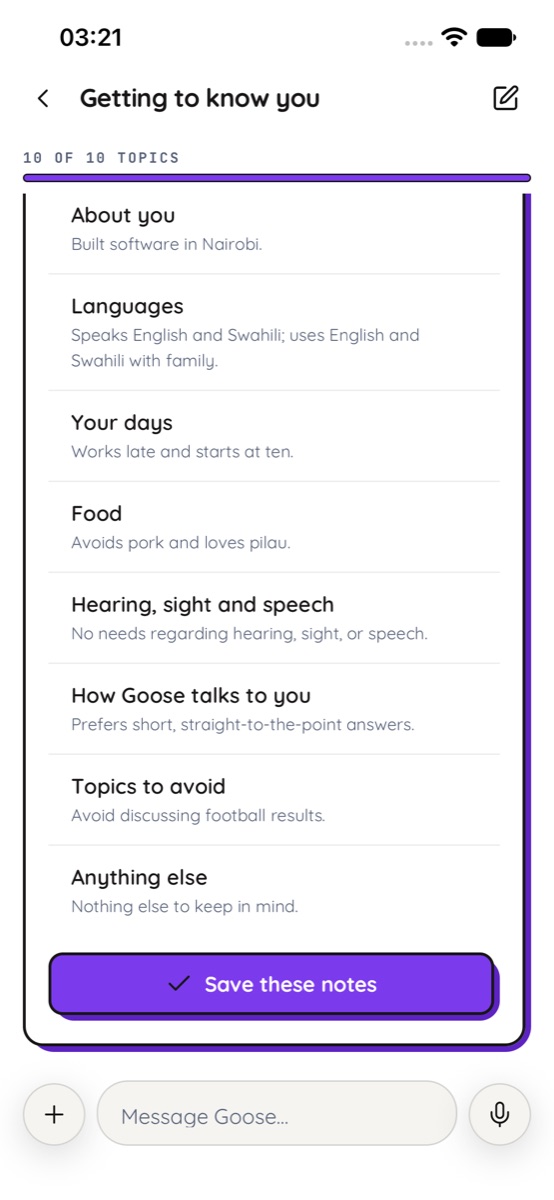 03:21
Getting to know you
10 OF 10 TOPICS
About you
Built software in Nairobi.
Languages
Speaks English and Swahili; uses English and
Swahili with family.
Your days
Works late and starts at ten.
Food
Avoids pork and loves pilau.
Hearing, sight and speech
No needs regarding hearing, sight, or speech.
How Goose talks to you
Prefers short, straight-to-the-point answers.
Topics to avoid
Avoid discussing football results.
Anything else
Nothing else to keep in mind.
Save these notes
Message Goose...